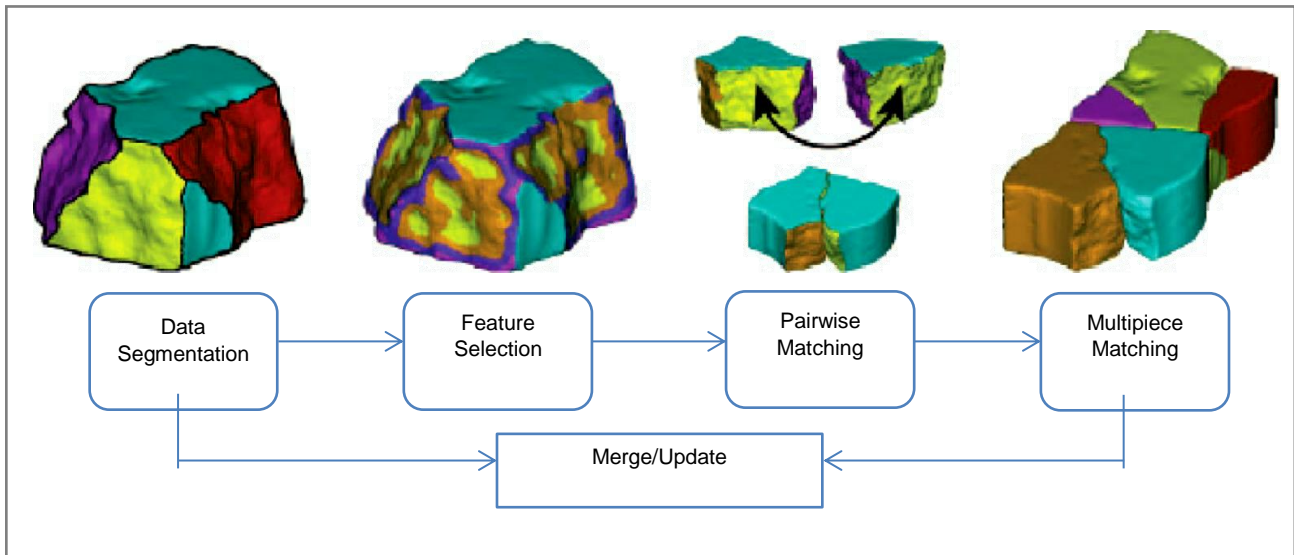 Data
Segmentation
Feature
Selection
Pairwise
Matching
Multipiece
Matching
Merge/Update